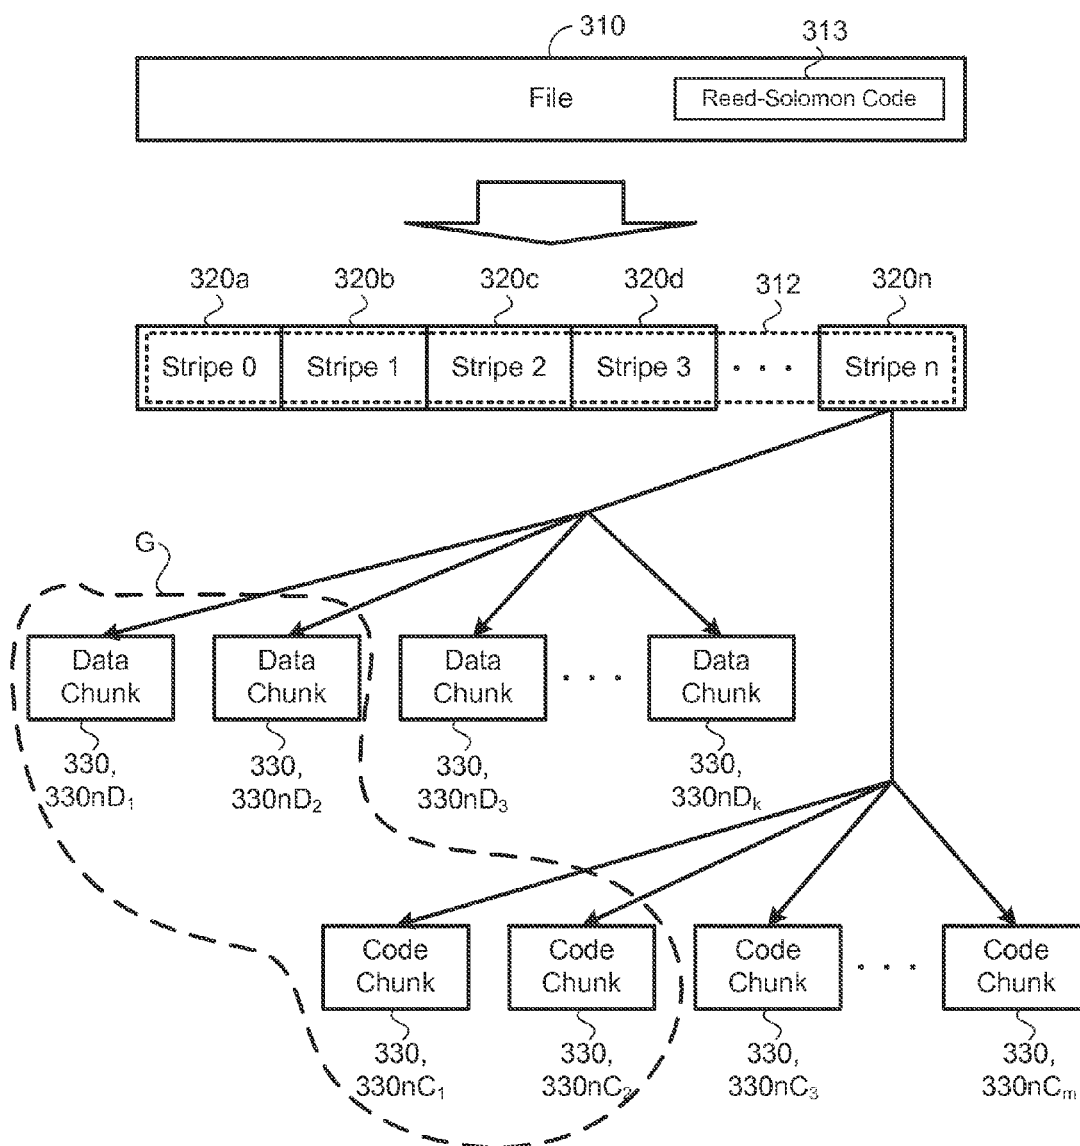 310
313
File
Reed-Solomon Code
320a
320b
320c
320d
312
320n
Stripe 0
Stripe 1
Stripe 2
Stripe 3
. . .
Stripe n
G
Data
Chunk
Data
Chunk
Data
Chunk
. . .
Data
Chunk
330,
330nD₁
330,
330nD₂
330,
330nD₃
330,
330nDₖ
Code
Chunk
Code
Chunk
Code
Chunk
. . .
Code
Chunk
330,
330nC₁
330,
330nC₂
330,
330nC₃
330,
330nCₘ